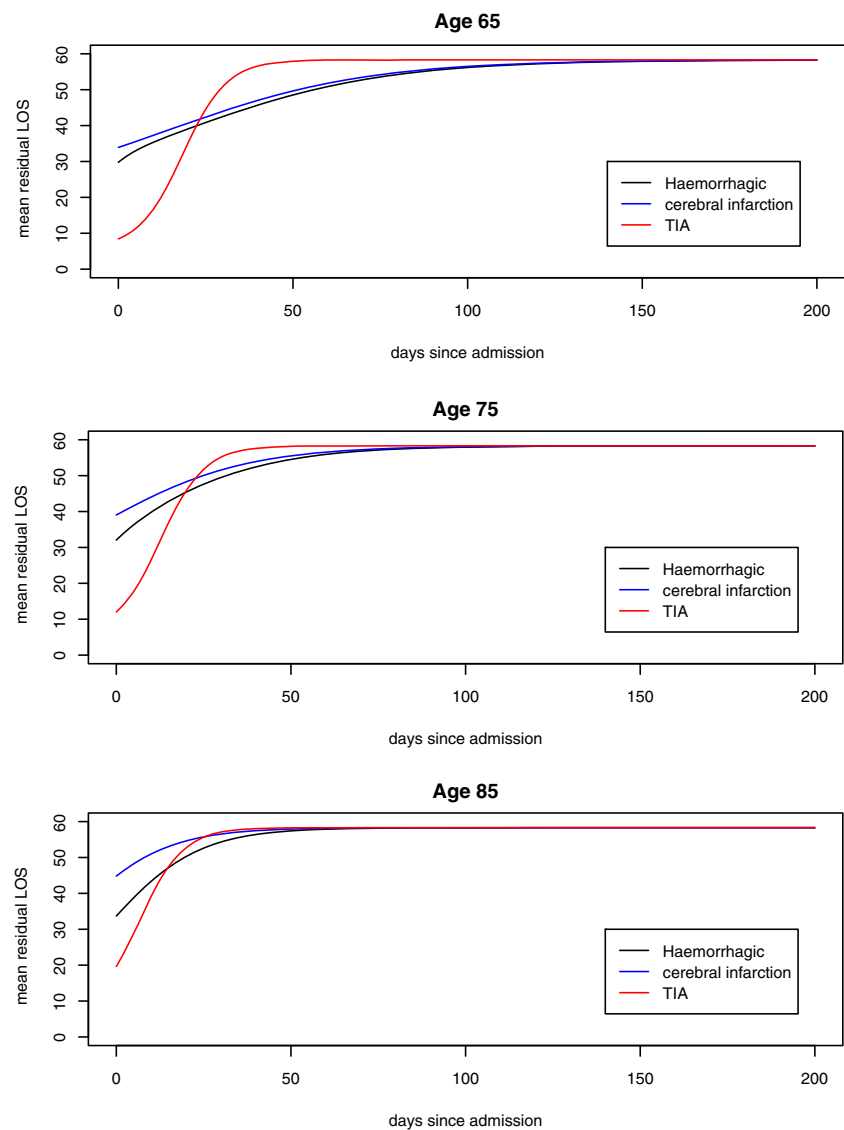 Age 65
mean residual LOS
60
50
40
30
20
10
0
Haemorrhagic
cerebral infarction
TIA
0 50 100 150 200
days since admission
Age 75
mean residual LOS
60
50
40
30
20
10
0
Haemorrhagic
cerebral infarction
TIA
0 50 100 150 200
days since admission
Age 85
mean residual LOS
60
50
40
30
20
10
0
Haemorrhagic
cerebral infarction
TIA
0 50 100 150 200
days since admission